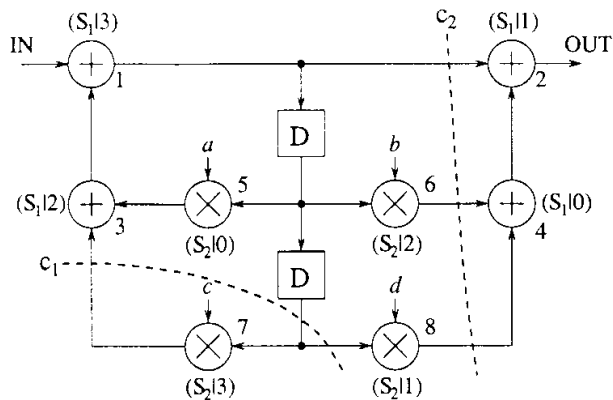 (S₁|3) c₂ (S₁|1)
IN OUT
1 2
D
a b
5 6
(S₁|2) (S₁|0)
3 4
(S₂|0) (S₂|2)
c₁ D
c d
7 8
(S₂|3) (S₂|1)